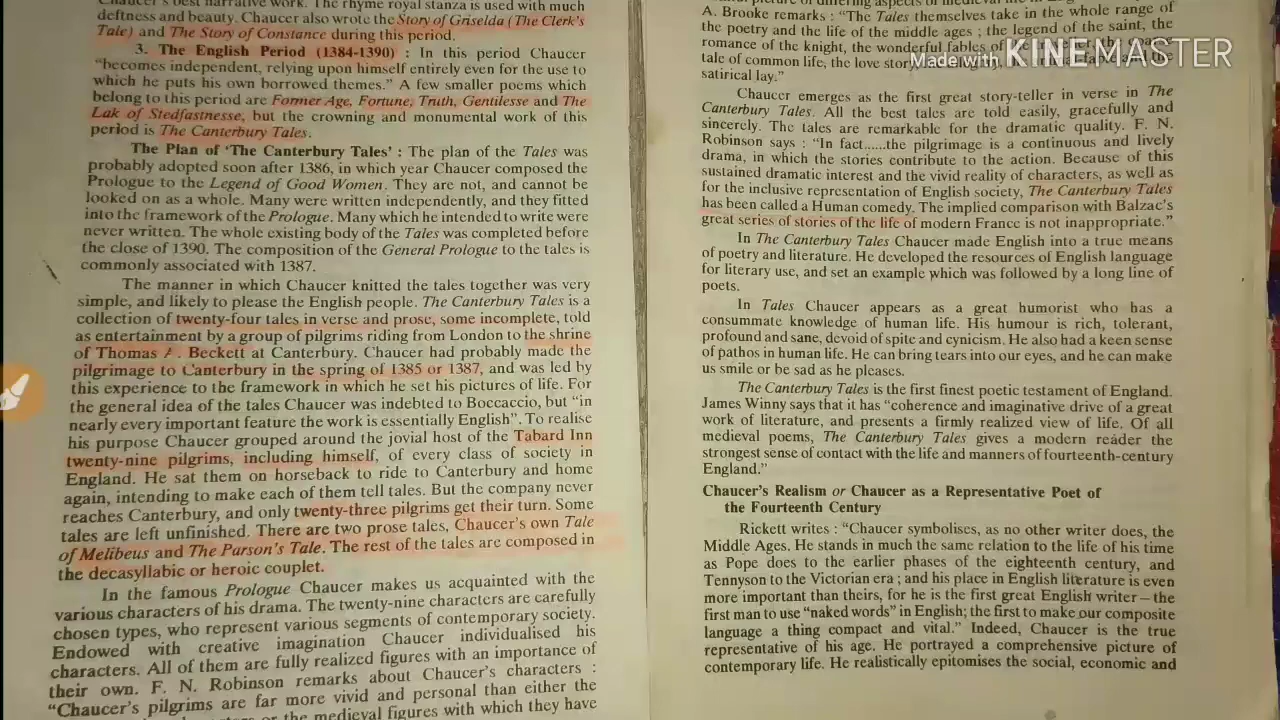 Chaucer's best narrative work. The rhyme royal stanza is used with much
deftness and beauty. Chaucer also wrote the Story of Griselda (The Clerk's
Tale) and The Story of Constance during this period.
3. The English Period (1384-1390) : In this period Chaucer
"becomes independent, relying upon himself entirely even for the use to
which he puts his own borrowed themes." A few smaller poems which
belong to this period are Former Age, Fortune, Truth, Gentilesse and The
Lak of Stedfastnesse, but the crowning and monumental work of this
period is The Canterbury Tales.
The Plan of 'The Canterbury Tales' : The plan of the Tales was
probably adopted soon after 1386, in which year Chaucer composed the
Prologue to the Legend of Good Women. They are not, and cannot be
looked on as a whole. Many were written independently, and they fitted
into the framework of the Prologue. Many which he intended to write were
never written. The whole existing body of the Tales was completed before
the close of 1390. The composition of the General Prologue to the tales is
commonly associated with 1387.
The manner in which Chaucer knitted the tales together was very
simple, and likely to please the English people. The Canterbury Tales is a
collection of twenty-four tales in verse and prose, some incomplete, told
as entertainment by a group of pilgrims riding from London to the shrine
of Thomas Beckett at Canterbury. Chaucer had probably made the
pilgrimage to Canterbury in the spring of 1385 or 1387, and was led by
this experience to the framework in which he set his pictures of life. For
the general idea of the tales Chaucer was indebted to Boccaccio, but "in
nearly every important feature the work is essentially English". To realise
his purpose Chaucer grouped around the jovial host of the Tabard Inn
twenty-nine pilgrims, including himself, of every class of society in
England. He sat them on horseback to ride to Canterbury and home
again, intending to make each of them tell tales. But the company never
reaches Canterbury, and only twenty-three pilgrims get their turn. Some
tales are left unfinished. There are two prose tales, Chaucer's own Tale
of Melibeus and The Parson's Tale. The rest of the tales are composed in
the decasyllabic or heroic couplet.
In the famous Prologue Chaucer makes us acquainted with the
various characters of his drama. The twenty-nine characters are carefully
chosen types, who represent various segments of contemporary society.
Endowed with creative imagination Chaucer individualised his
characters. All of them are fully realized figures with an importance of
their own. F. N. Robinson remarks about Chaucer's characters :
"Chaucer's pilgrims are far more vivid and personal than either the
or the medieval figures with which they have
A. Brooke remarks : "The Tales themselves take in the whole range of
the poetry and the life of the middle ages ; the legend of the saint, the
romance of the knight, the wonderful fables of the
tale of common life, the love story,
satirical lay."
Made with KINEMASTER
Chaucer emerges as the first great story-teller in verse in The
Canterbury Tales. All the best tales are told easily, gracefully and
sincerely. The tales are remarkable for the dramatic quality. F. N.
Robinson says : "In fact......the pilgrimage is a continuous and lively
drama, in which the stories contribute to the action. Because of this
sustained dramatic interest and the vivid reality of characters, as well as
for the inclusive representation of English society, The Canterbury Tales
has been called a Human comedy. The implied comparison with Balzac's
great series of stories of the life of modern France is not inappropriate."
In The Canterbury Tales Chaucer made English into a true means
of poetry and literature. He developed the resources of English language
for literary use, and set an example which was followed by a long line of
poets.
In Tales Chaucer appears as a great humorist who has a
consummate knowledge of human life. His humour is rich, tolerant,
profound and sane, devoid of spite and cynicism. He also had a keen sense
of pathos in human life. He can bring tears into our eyes, and he can make
us smile or be sad as he pleases.
The Canterbury Tales is the first finest poetic testament of England.
James Winny says that it has "coherence and imaginative drive of a great
work of literature, and presents a firmly realized view of life. Of all
medieval poems, The Canterbury Tales gives a modern reader the
strongest sense of contact with the life and manners of fourteenth-century
England."
Chaucer's Realism or Chaucer as a Representative Poet of
the Fourteenth Century
Rickett writes : "Chaucer symbolises, as no other writer does, the
Middle Ages. He stands in much the same relation to the life of his time
as Pope does to the earlier phases of the eighteenth century, and
Tennyson to the Victorian era ; and his place in English literature is even
more important than theirs, for he is the first great English writer—the
first man to use "naked words" in English; the first to make our composite
language a thing compact and vital." Indeed, Chaucer is the true
representative of his age. He portrayed a comprehensive picture of
contemporary life. He realistically epitomises the social, economic and